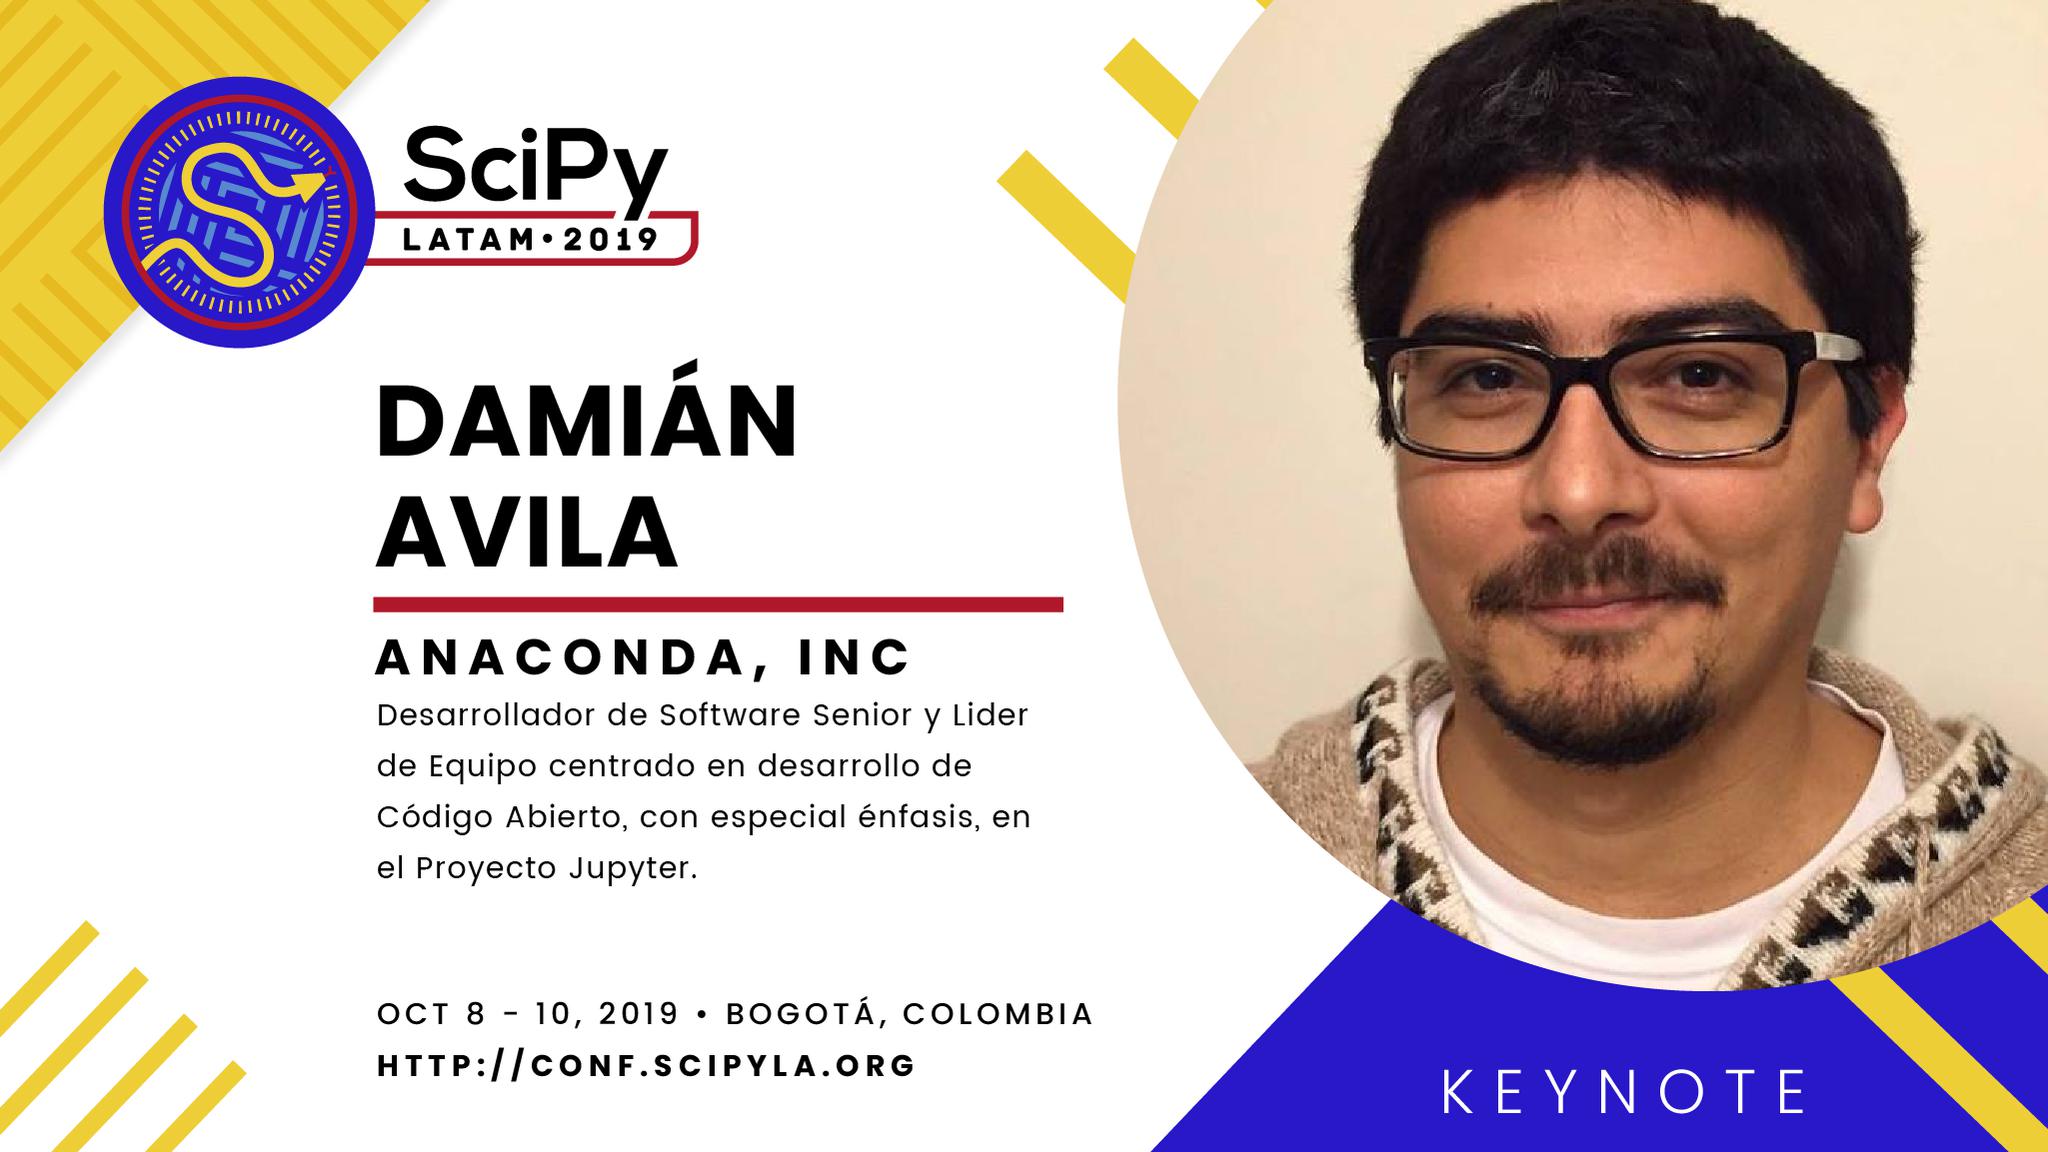 SciPy
LATAM • 2019
DAMIÁN
AVILA
ANACONDA, INC
Desarrollador de Software Senior y Lider
de Equipo centrado en desarrollo de
Código Abierto, con especial énfasis, en
el Proyecto Jupyter.
OCT 8 - 10, 2019 • BOGOTÁ, COLOMBIA
HTTP://CONF.SCIPYLA.ORG
KEYNOTE